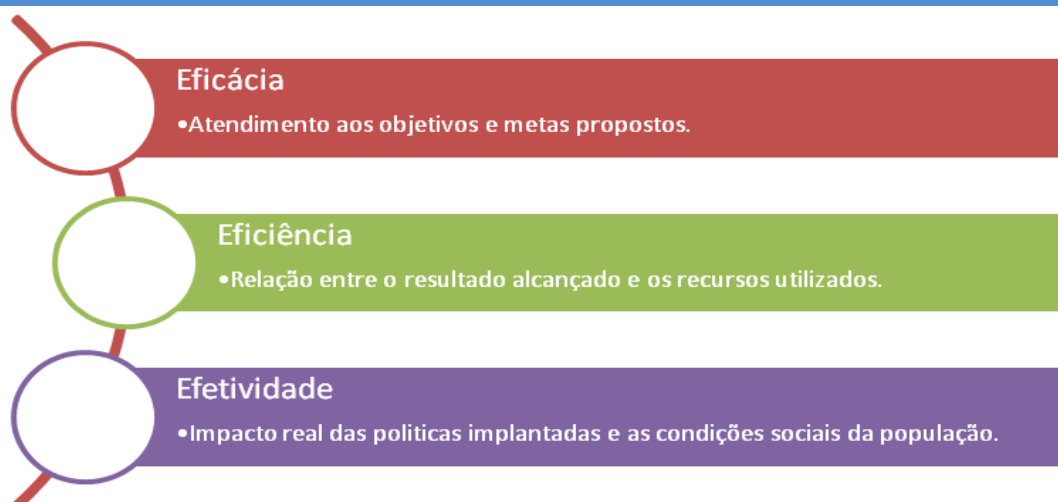 Eficácia
•Atendimento aos objetivos e metas propostos.
Eficiência
•Relação entre o resultado alcançado e os recursos utilizados.
Efetividade
•Impacto real das politicas implantadas e as condições sociais da população.